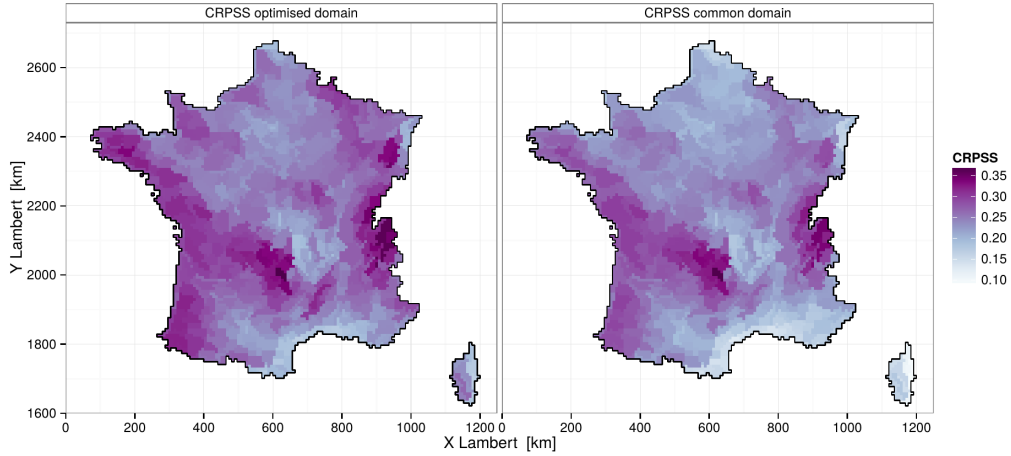 CRPSS optimised domain
CRPSS common domain
2600
2400
2200
2000
1800
1600
Y Lambert [km]
0 200 400 600 800 1000 1200
0 200 400 600 800 1000 1200
X Lambert [km]
CRPSS
0.35
0.30
0.25
0.20
0.15
0.10